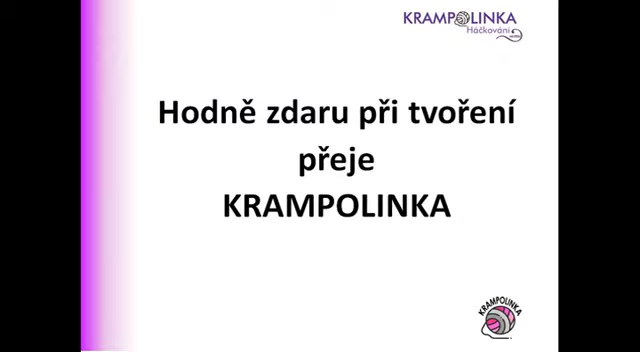 KRAMPOLINKA
Háčkování
Hodně zdaru při tvoření
přeje
KRAMPOLINKA
KRAMPOLINKA